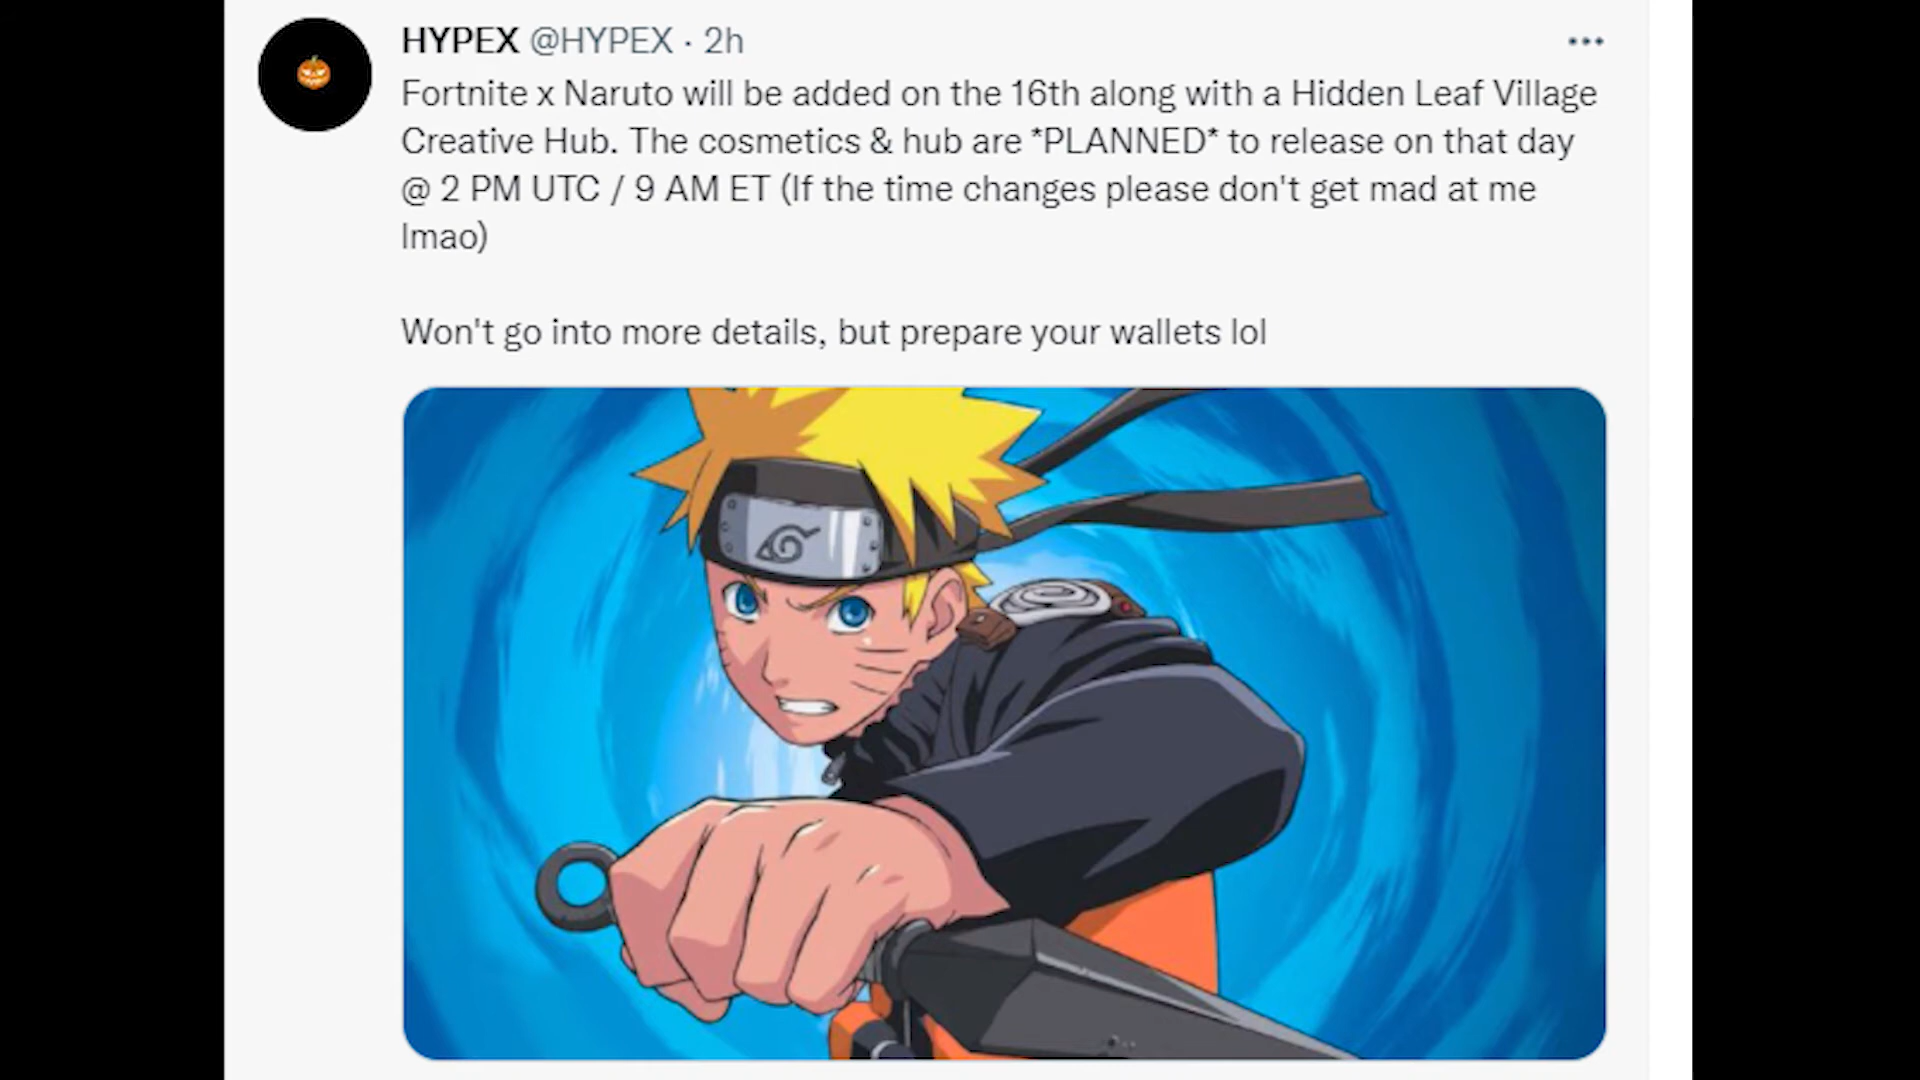 HYPEX @HYPEX · 2h
Fortnite x Naruto will be added on the 16th along with a Hidden Leaf Village
Creative Hub. The cosmetics & hub are *PLANNED* to release on that day
@ 2 PM UTC / 9 AM ET (If the time changes please don't get mad at me
lmao)
Won't go into more details, but prepare your wallets lol